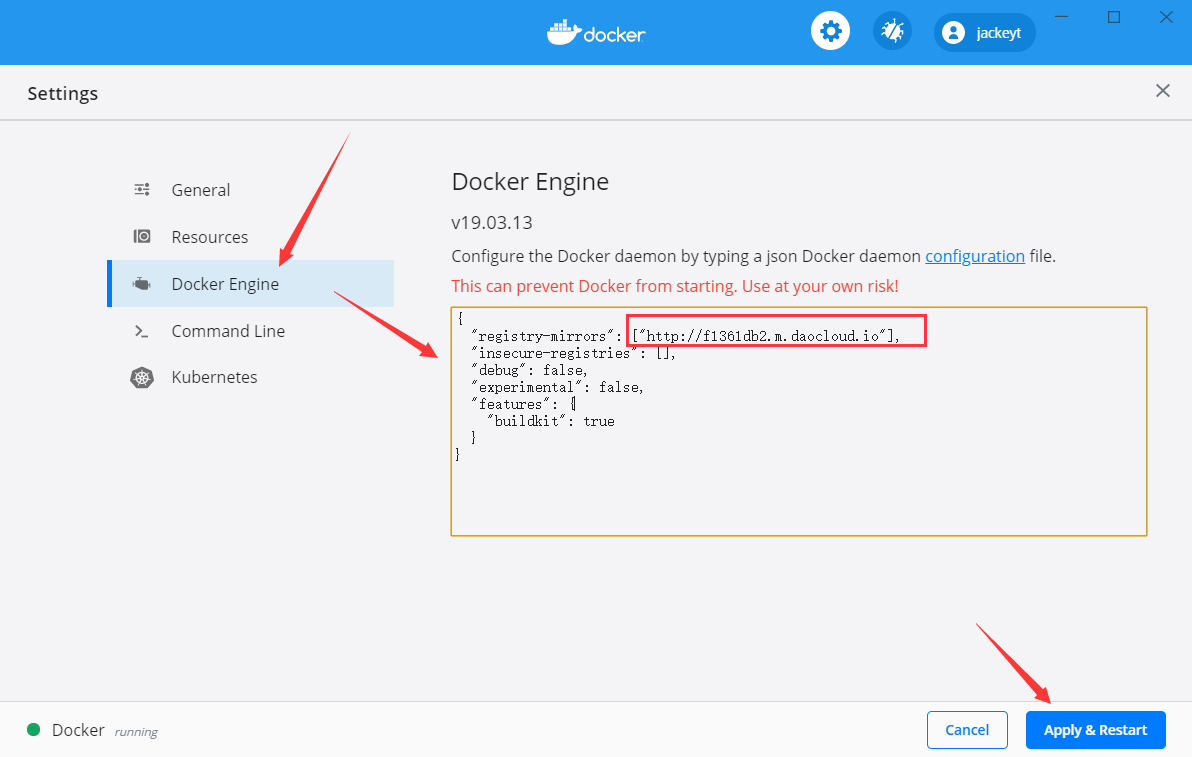 docker
jackeyt
Settings
General
Resources
Docker Engine
Command Line
Kubernetes
Docker Engine
v19.03.13
Configure the Docker daemon by typing a json Docker daemon configuration file.
This can prevent Docker from starting. Use at your own risk!
{
  "registry-mirrors": ["http://f1361db2.m.daocloud.io"],
  "insecure-registries": [],
  "debug": false,
  "experimental": false,
  "features": {
    "buildkit": true
  }
}
Docker running
Cancel
Apply & Restart